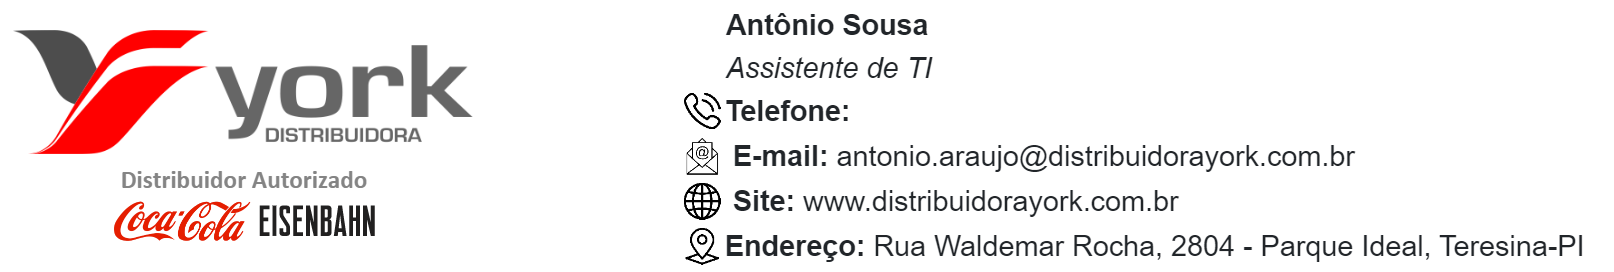 york
DISTRIBUIDORA
Distribuidor Autorizado
Coca-Cola EISENBAHN
Antônio Sousa
Assistente de TI
Telefone:
E-mail: antonio.araujo@distribuidorayork.com.br
Site: www.distribuidorayork.com.br
Endereço: Rua Waldemar Rocha, 2804 - Parque Ideal, Teresina-PI